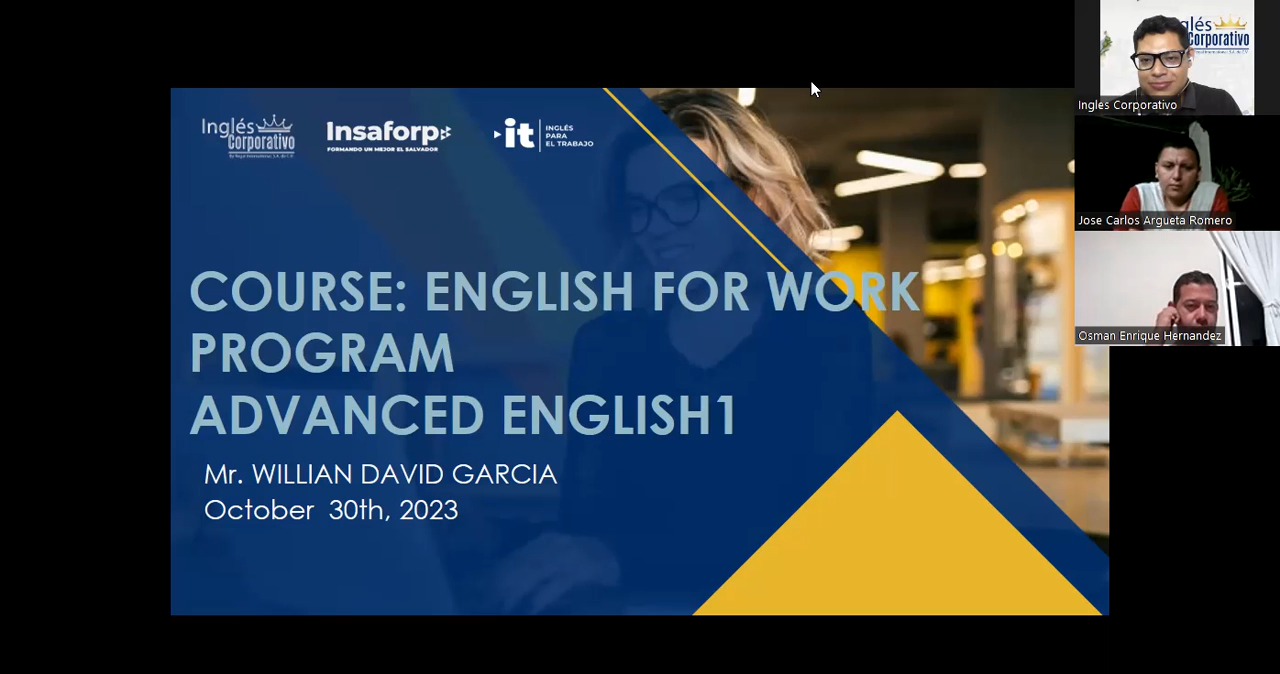 Inglés
Corporativo
Insaforp
FORMANDO UN MEJOR EL SALVADOR
it
INGLÉS
PARA
EL TRABAJO
COURSE: ENGLISH FOR WORK
PROGRAM
ADVANCED ENGLISH1
Mr. WILLIAN DAVID GARCIA
October 30th, 2023
glés
Corporativo
Ingles Corporativo
Jose Carlos Argueta Romero
Osman Enrique Hernandez